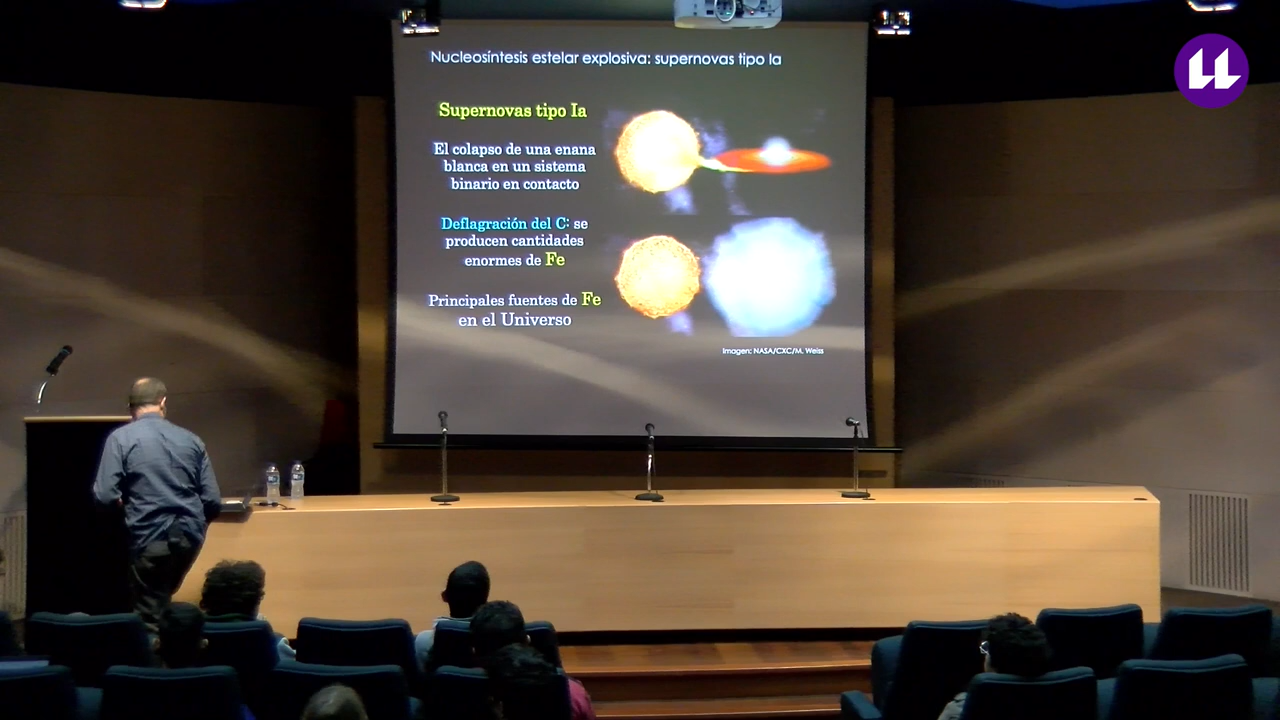 Nucleosíntesis estelar explosiva: supernovas tipo Ia
Supernovas tipo Ia
El colapso de una enana
blanca en un sistema
binario en contacto
Deflagración del C: se
producen cantidades
enormes de Fe
Principales fuentes de Fe
en el Universo
Imagen: NASA/CXC/M. Weiss